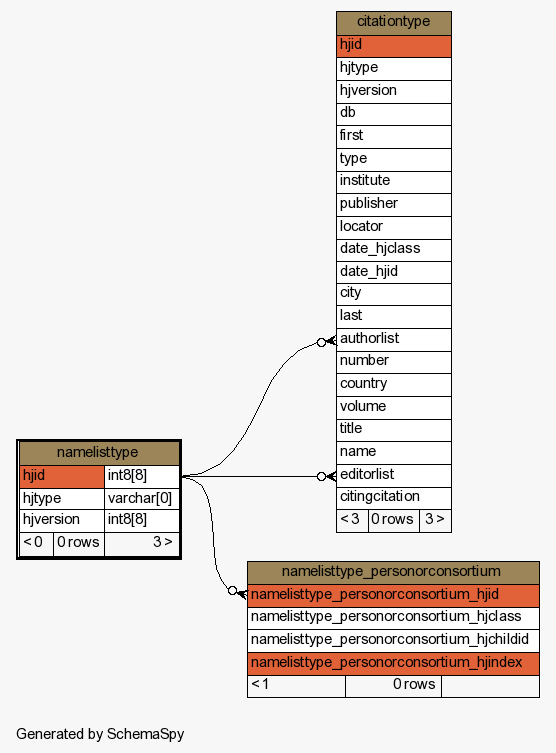 citationtype
hjid
hjtype
hjversion
db
first
type
institute
publisher
locator
date_hjclass
date_hjid
city
last
authorlist
number
country
volume
title
name
editorlist
citingcitation
< 3 0 rows 3 >
namelisttype
hjid int8[8]
hjtype varchar[0]
hjversion int8[8]
< 0 0 rows 3 >
namelisttype_personorconsortium
namelisttype_personorconsortium_hjid
namelisttype_personorconsortium_hjclass
namelisttype_personorconsortium_hjchildid
namelisttype_personorconsortium_hjindex
< 1 0 rows
Generated by SchemaSpy